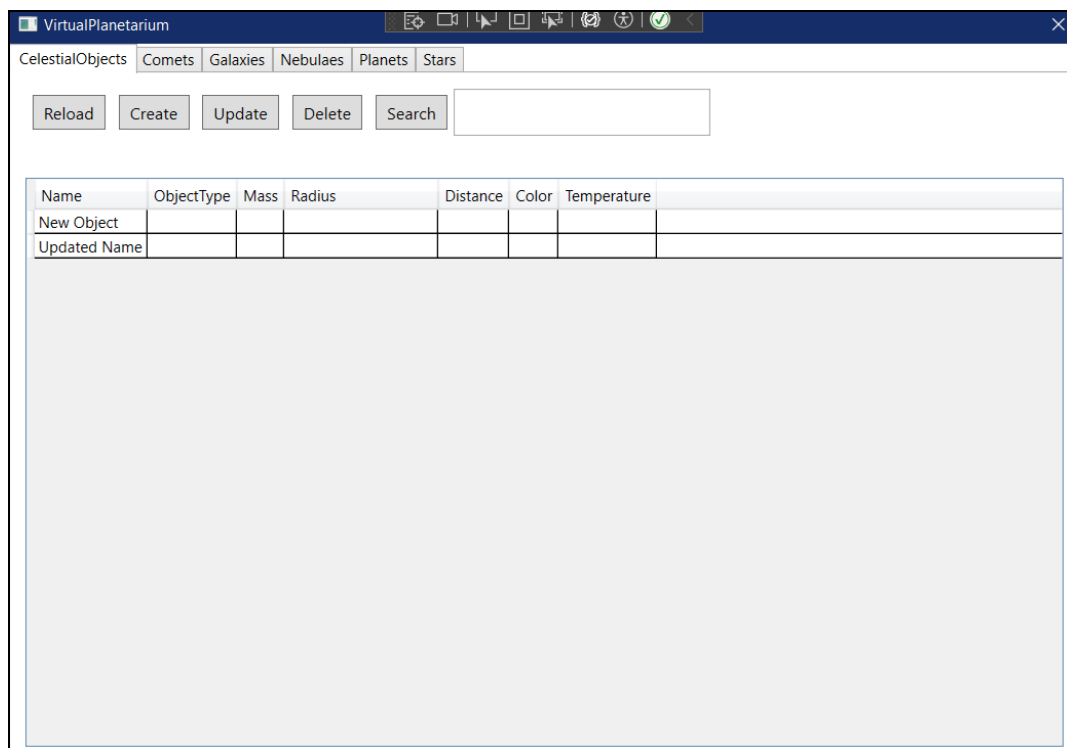 VirtualPlanetarium
CelestialObjects Comets Galaxies Nebulaes Planets Stars
Reload Create Update Delete Search
Name ObjectType Mass Radius Distance Color Temperature
New Object
Updated Name